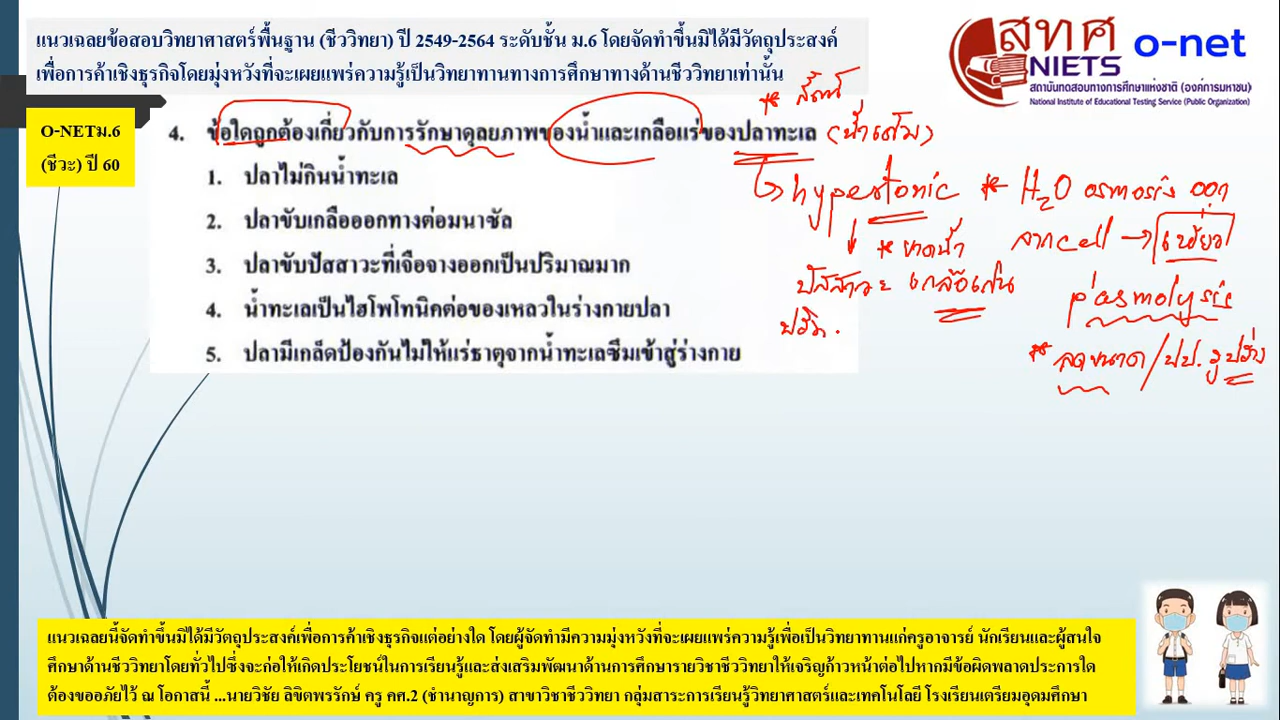 แนวเฉลยข้อสอบวิทยาศาสตร์พื้นฐาน (ชีววิทยา) ปี 2549-2564 ระดับชั้น ม.6 โดยจัดทำขึ้นมิได้มีวัตถุประสงค์
เพื่อการค้าเชิงธุรกิจโดยมุ่งหวังที่จะเผยแพร่ความรู้เป็นวิทยาทานทางการศึกษาทางด้านชีววิทยาเท่านั้น
สทศ
NIETS
o-net
สถาบันทดสอบทางการศึกษาแห่งชาติ (องค์การมหาชน)
National Institute of Educational Testing Service (Public Organization)
O-NETม.6
(ชีวะ) ปี 60
4. ข้อใดถูกต้องเกี่ยวกับการรักษาดุลยภาพของน้ำและเกลือแร่ของปลาทะเล (น้ำเค็ม)
1. ปลาไม่กินน้ำทะเล
2. ปลาขับเกลือออกทางต่อมนาซัล
3. ปลาขับปัสสาวะที่เจือจางออกเป็นปริมาณมาก
4. น้ำทะเลเป็นไฮโพโทนิคต่อของเหลวในร่างกายปลา
5. ปลามีเกล็ดป้องกันไม่ให้แร่ธาตุจากน้ำทะเลซึมเข้าสู่ร่างกาย
hypertonic * H2O osmosis ออก
จาก cell → เหี่ยว
* ขาดน้ำ
ปัสสาวะ
plasmolysis
** ลดขนาด/ปป. รูปร่าง
แนวเฉลยนี้จัดทำขึ้นมิได้มีวัตถุประสงค์เพื่อการค้าเชิงธุรกิจแต่อย่างใด โดยผู้จัดทำมีความมุ่งหวังที่จะเผยแพร่ความรู้เพื่อเป็นวิทยาทานแก่ครูอาจารย์ นักเรียนและผู้สนใจ
ศึกษาด้านชีววิทยาโดยทั่วไปซึ่งจะก่อให้เกิดประโยชน์ในการเรียนรู้และส่งเสริมพัฒนาด้านการศึกษารายวิชาชีววิทยาให้เจริญก้าวหน้าต่อไปหากมีข้อผิดพลาดประการใด
ต้องขออภัยไว้ ณ โอกาสนี้ ...นายวิชัย ลิขิตพรรักษ์ ครู คศ.2 (ชำนาญการ) สาขาวิชาชีววิทยา กลุ่มสาระการเรียนรู้วิทยาศาสตร์และเทคโนโลยี โรงเรียนเตรียมอุดมศึกษา